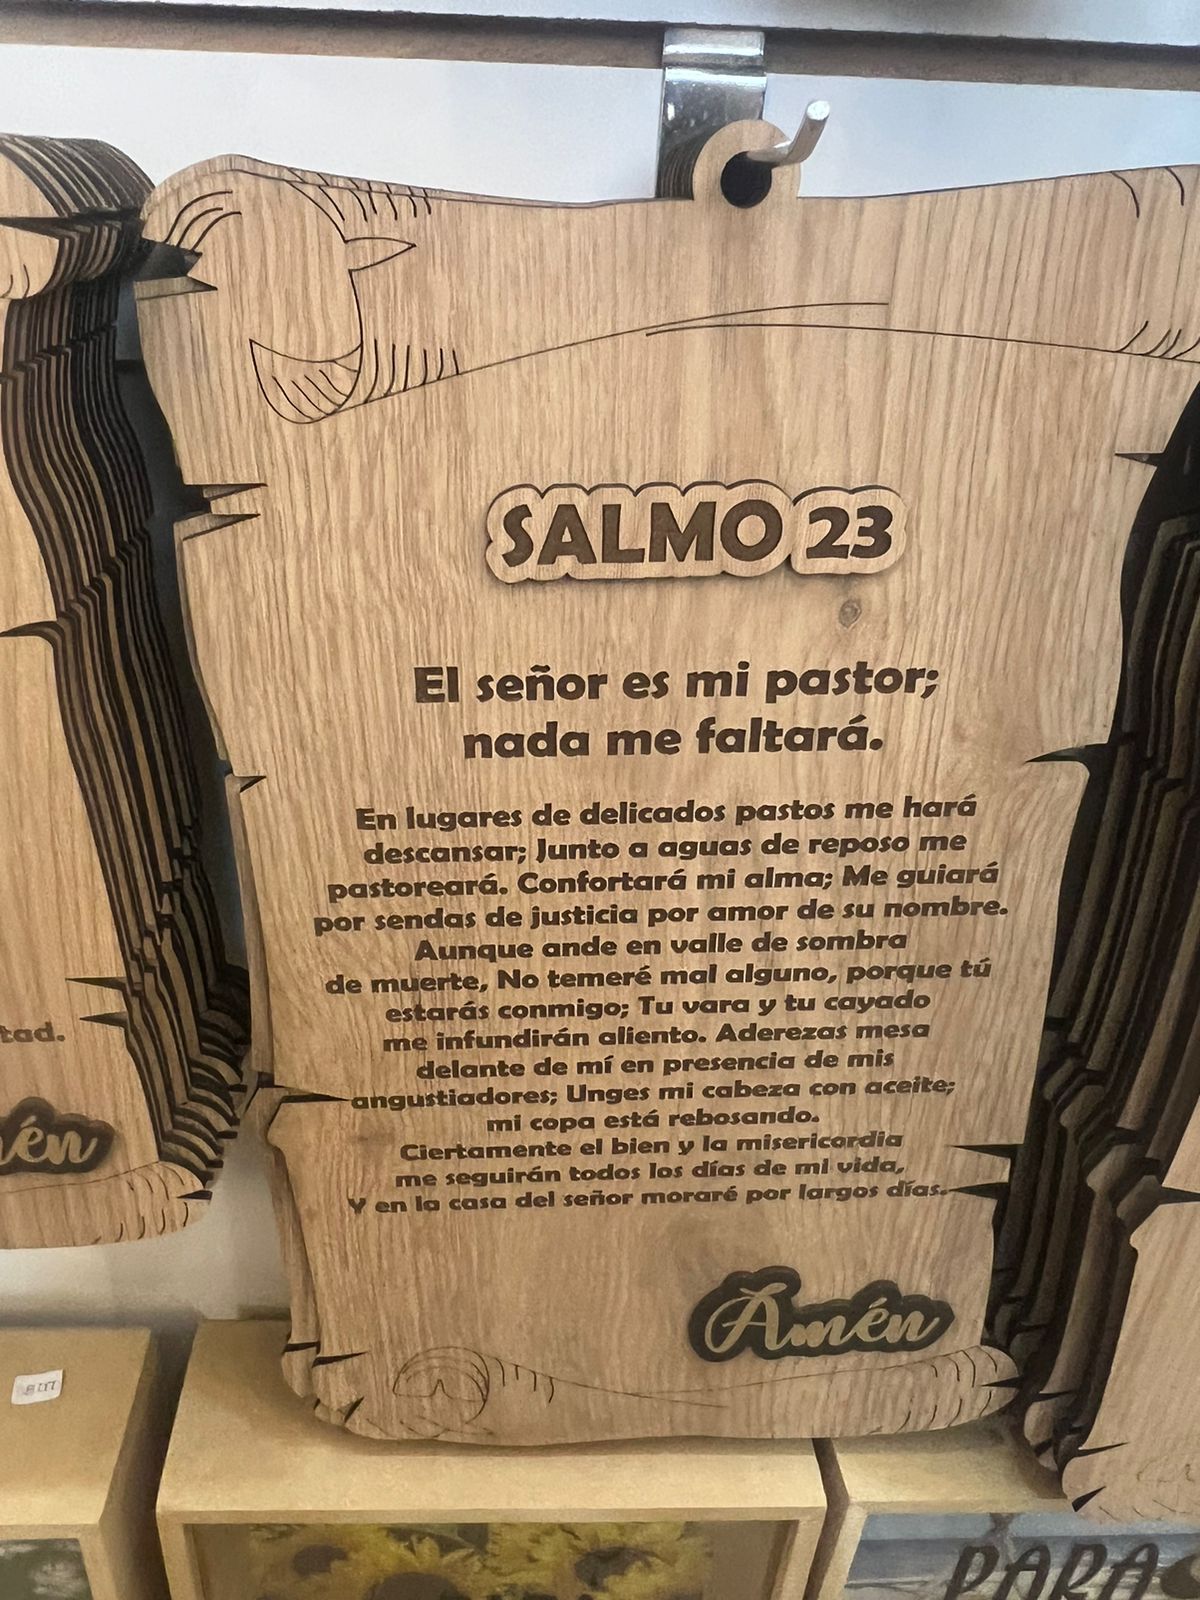 SALMO 23
El señor es mi pastor;
nada me faltará.
En lugares de delicados pastos me hará
descansar; Junto a aguas de reposo me
pastoreará. Confortará mi alma; Me guiará
por sendas de justicia por amor de su nombre.
Aunque ande en valle de sombra
de muerte, No temeré mal alguno, porque tú
estarás conmigo; Tu vara y tu cayado
me infundirán aliento. Aderezas mesa
delante de mí en presencia de mis
angustiadores; Unges mi cabeza con aceite;
mi copa está rebosando.
Ciertamente el bien y la misericordia
me seguirán todos los días de mi vida,
Y en la casa del señor moraré por largos días.
Amén
tad.
én
PARA